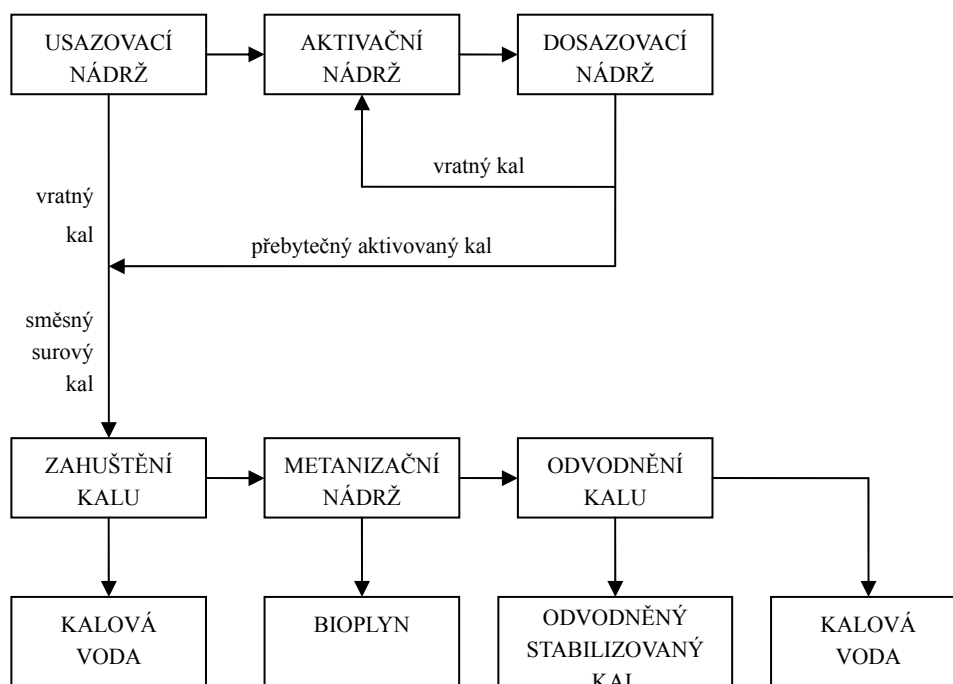 USAZOVACÍ
NÁDRŽ
AKTIVAČNÍ
NÁDRŽ
DOSAZOVACÍ
NÁDRŽ
vratný kal
vratný
kal
přebytečný aktivovaný kal
směsný
surový
kal
ZAHUŠTĚNÍ
KALU
METANIZAČNÍ
NÁDRŽ
ODVODNĚNÍ
KALU
KALOVÁ
VODA
BIOPLYN
ODVODNĚNÝ
STABILIZOVANÝ
KAL
KALOVÁ
VODA